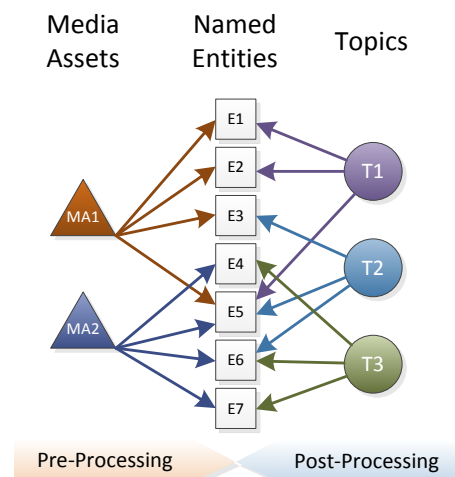 Media Assets
Named Entities
Topics
E1
E2
T1
MA1
E3
E4
T2
MA2
E5
E6
T3
E7
Pre-Processing
Post-Processing